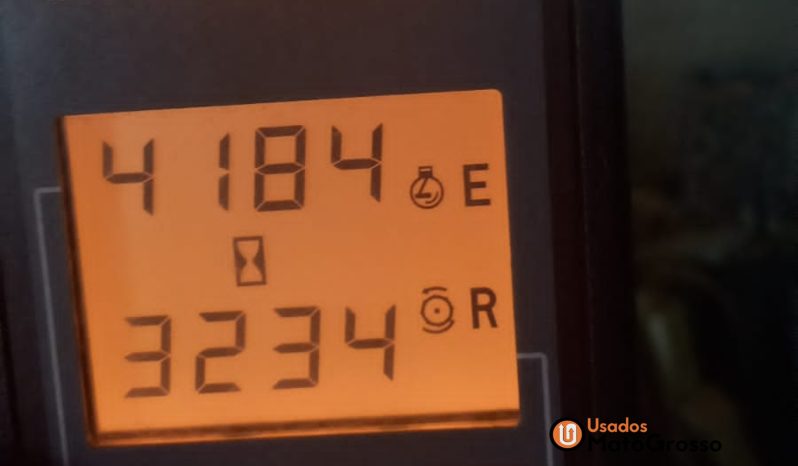 4184 E
3234 R
Usados
MatoGrosso